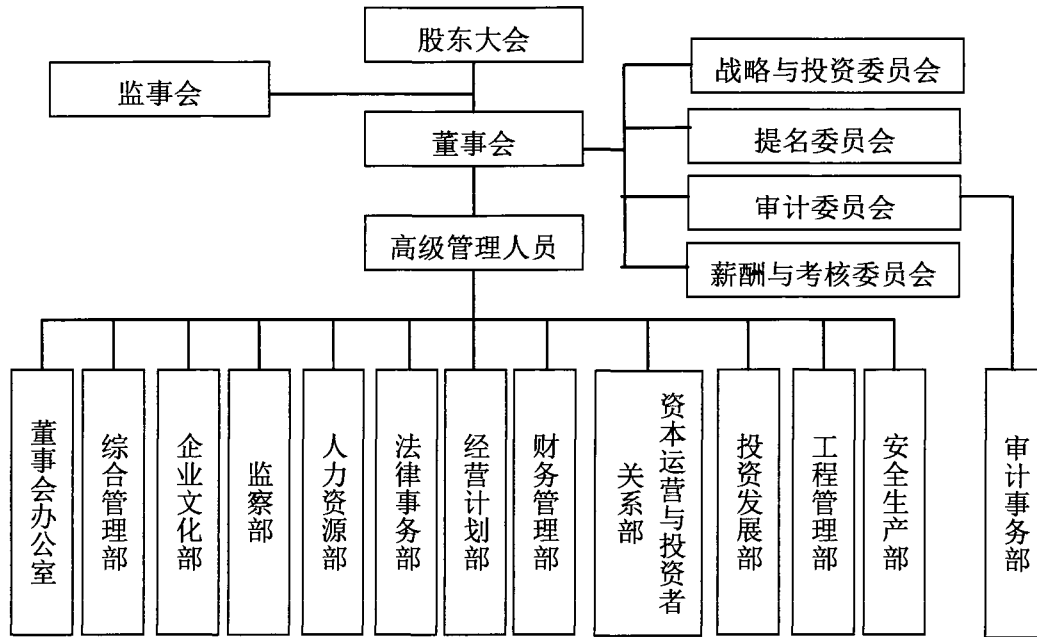 股东大会
监事会
董事会
高级管理人员
战略与投资委员会
提名委员会
审计委员会
薪酬与考核委员会
董事会办公室
综合管理部
企业文化部
监察部
人力资源部
法律事务部
经营计划部
财务管理部
资本运营与投资者
关系部
投资发展部
工程管理部
安全生产部
审计事务部